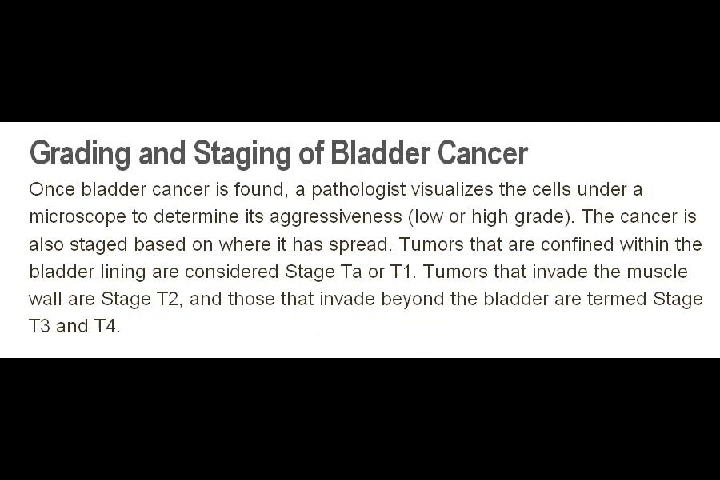 Grading and Staging of Bladder Cancer
Once bladder cancer is found, a pathologist visualizes the cells under a
microscope to determine its aggressiveness (low or high grade). The cancer is
also staged based on where it has spread. Tumors that are confined within the
bladder lining are considered Stage Ta or T1. Tumors that invade the muscle
wall are Stage T2, and those that invade beyond the bladder are termed Stage
T3 and T4.